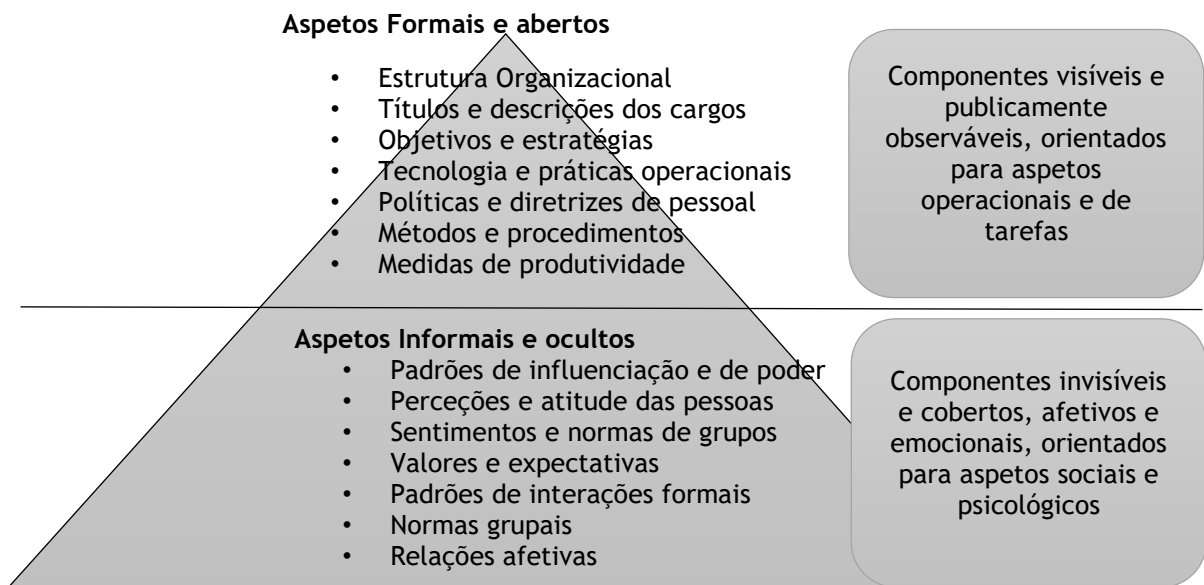 Aspetos Formais e abertos
• Estrutura Organizacional
• Títulos e descrições dos cargos
• Objetivos e estratégias
• Tecnologia e práticas operacionais
• Políticas e diretrizes de pessoal
• Métodos e procedimentos
• Medidas de produtividade
Componentes visíveis e
publicamente
observáveis, orientados
para aspetos
operacionais e de
tarefas
Aspetos Informais e ocultos
• Padrões de influenciação e de poder
• Perceções e atitude das pessoas
• Sentimentos e normas de grupos
• Valores e expectativas
• Padrões de interações formais
• Normas grupais
• Relações afetivas
Componentes invisíveis
e cobertos, afetivos e
emocionais, orientados
para aspetos sociais e
psicológicos